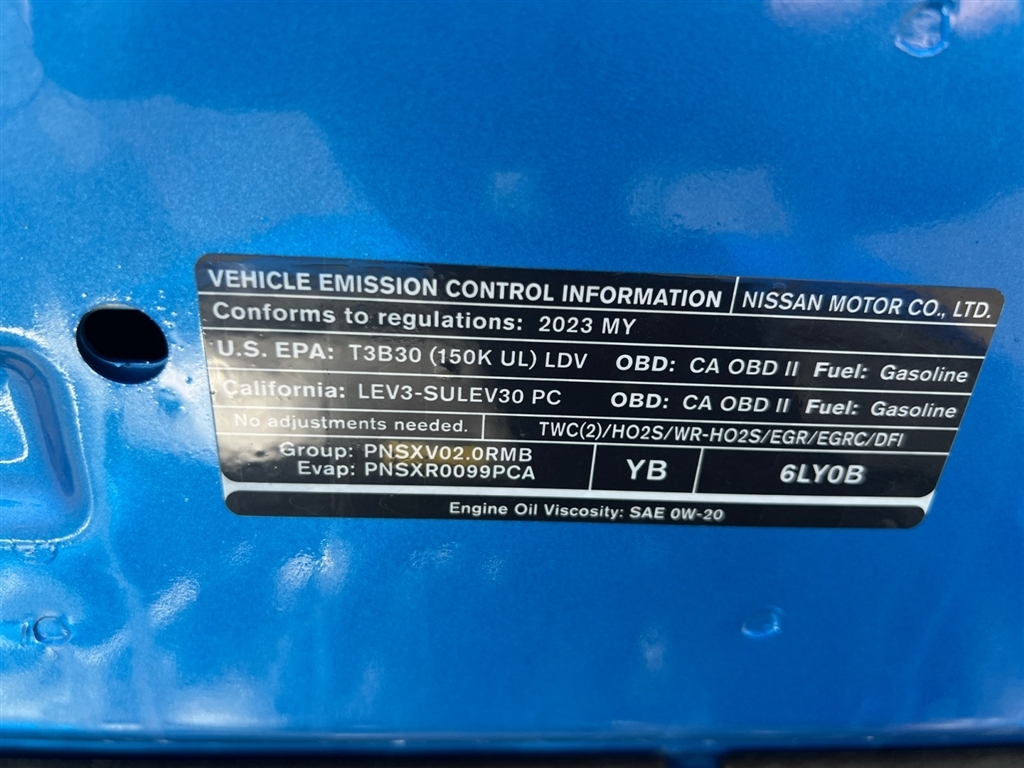 VEHICLE EMISSION CONTROL INFORMATION NISSAN MOTOR CO., LTD.
Conforms to regulations: 2023 MY
U.S. EPA: T3B30 (150K UL) LDV OBD: CA OBD II Fuel: Gasoline
California: LEV3-SULEV30 PC OBD: CA OBD II Fuel: Gasoline
No adjustments needed. TWC(2)/HO2S/WR-HO2S/EGR/EGRC/DFI
Group: PNSXV02.0RMB
Evap: PNSXR0099PCA
YB 6LY0B
Engine Oil Viscosity: SAE 0W-20